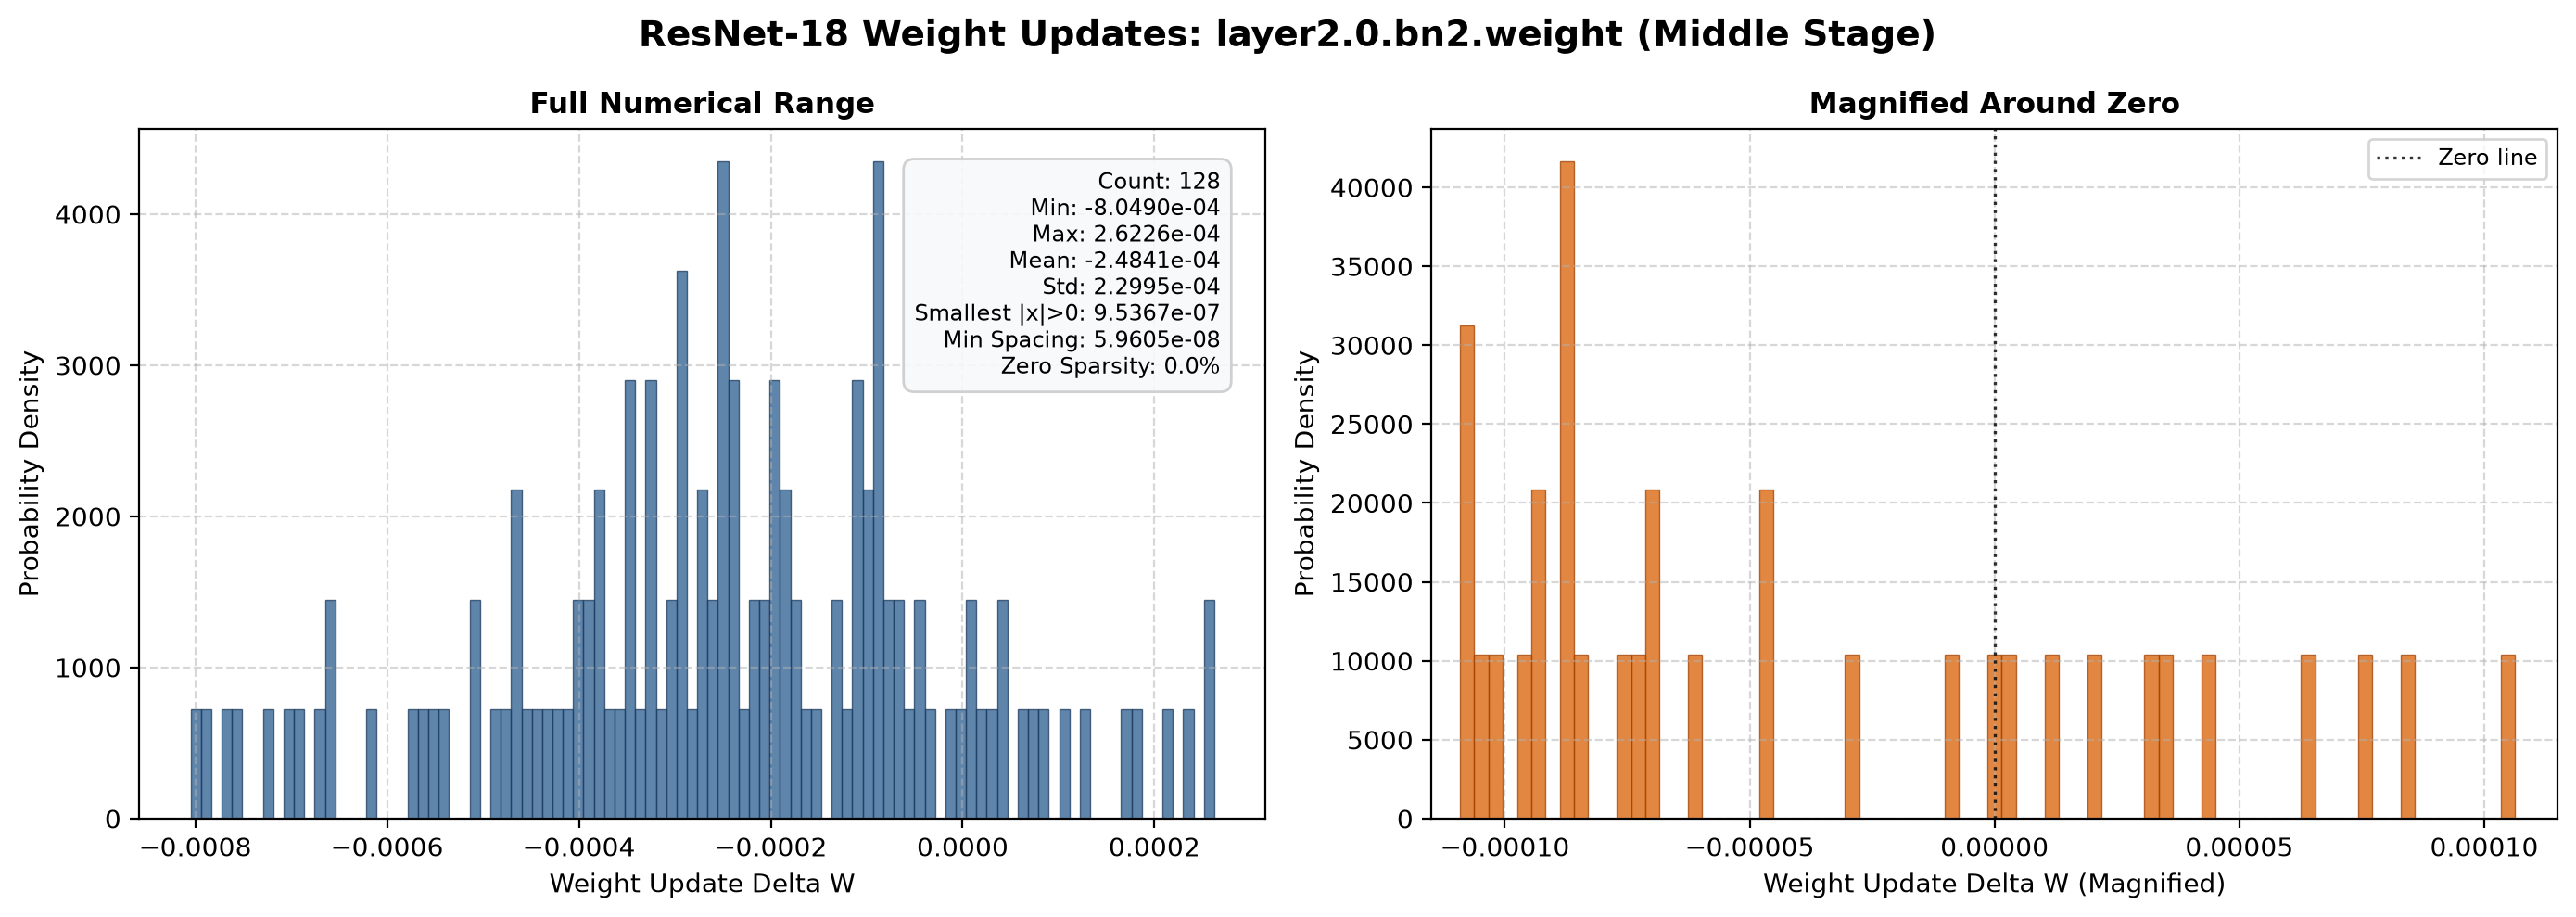 ResNet-18 Weight Updates: layer2.0.bn2.weight (Middle Stage)
Full Numerical Range
Probability Density
4000
3000
2000
1000
0
Count: 128
Min: -8.0490e-04
Max: 2.6226e-04
Mean: -2.4841e-04
Std: 2.2995e-04
Smallest |x|>0: 9.5367e-07
Min Spacing: 5.9605e-08
Zero Sparsity: 0.0%
−0.0008 −0.0006 −0.0004 −0.0002 0.0000 0.0002
Weight Update Delta W
Magnified Around Zero
Probability Density
40000
35000
30000
25000
20000
15000
10000
5000
0
Zero line
−0.00010 −0.00005 0.00000 0.00005 0.00010
Weight Update Delta W (Magnified)